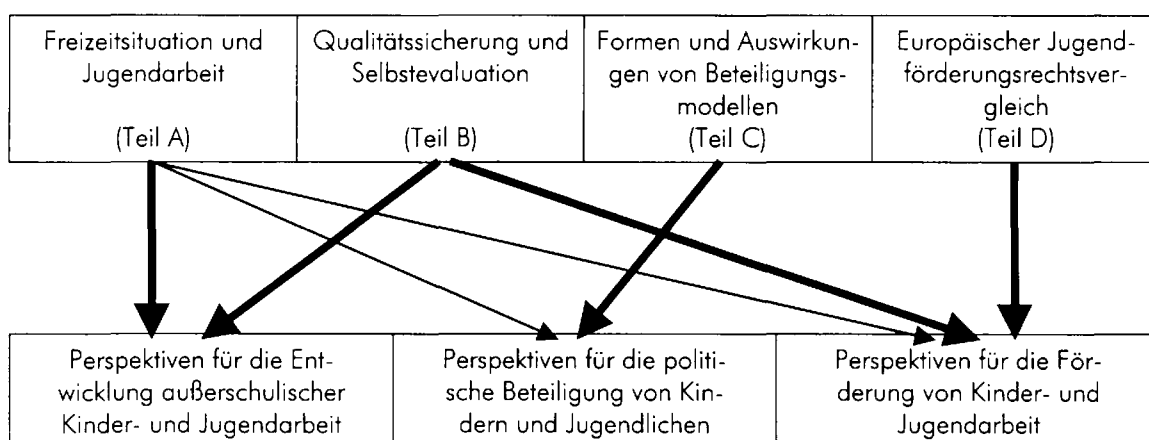 Freizeitsituation und
Jugendarbeit
(Teil A)
Qualitätssicherung und
Selbstevaluation
(Teil B)
Formen und Auswirkun-
gen von Beteiligungs-
modellen
(Teil C)
Europäischer Jugend-
förderungsrechtsver-
gleich
(Teil D)
Perspektiven für die Ent-
wicklung außerschulischer
Kinder- und Jugendarbeit
Perspektiven für die politi-
sche Beteiligung von Kin-
dern und Jugendlichen
Perspektiven für die För-
derung von Kinder- und
Jugendarbeit